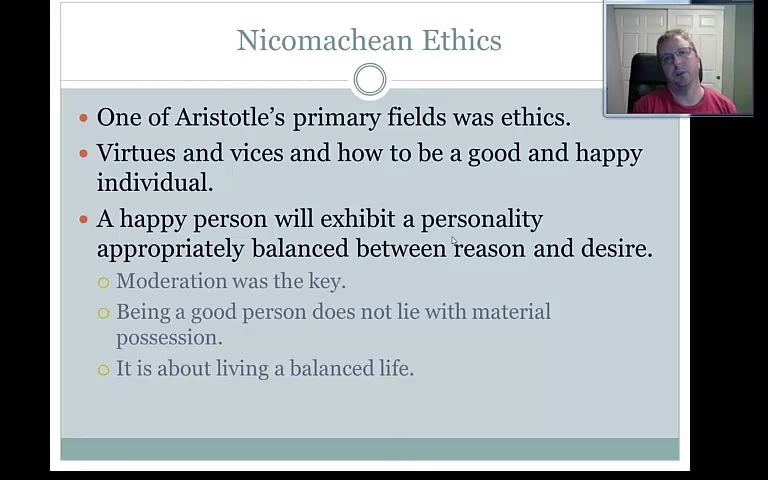 Nicomachean Ethics
One of Aristotle's primary fields was ethics.
Virtues and vices and how to be a good and happy
individual.
A happy person will exhibit a personality
appropriately balanced between reason and desire.
Moderation was the key.
Being a good person does not lie with material
possession.
It is about living a balanced life.